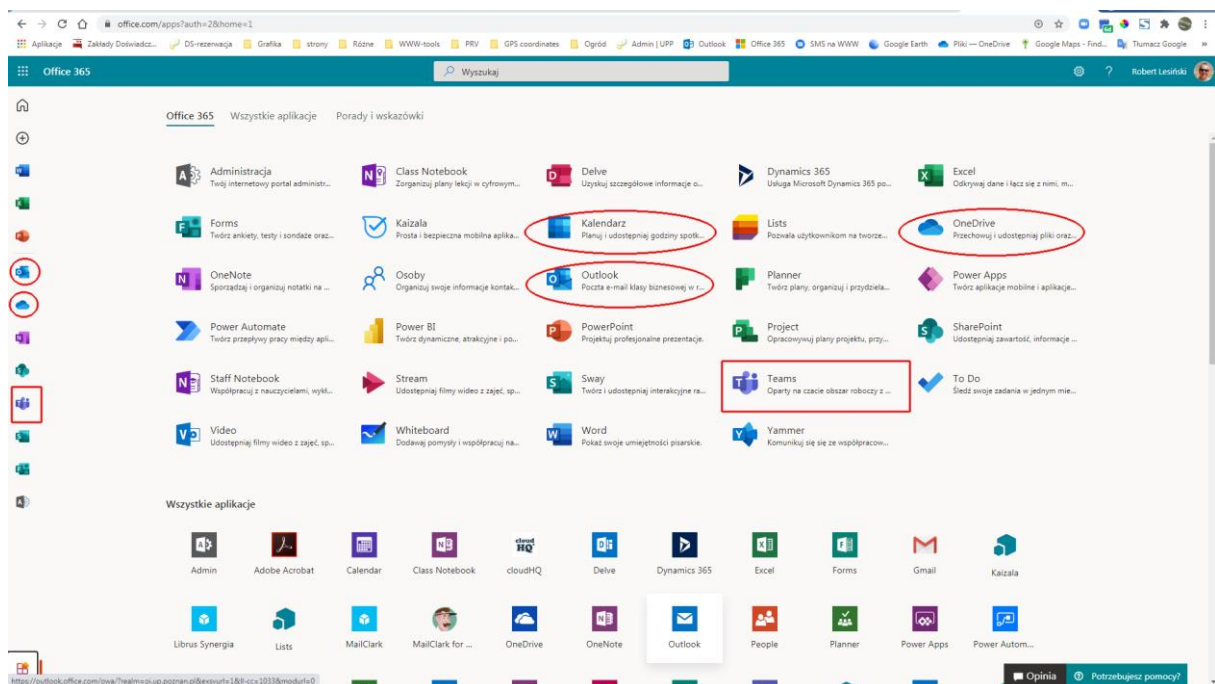 office.com/apps?auth=2&home=1
Aplikacje Zakłady Doświadcz... DS-rezerwacja Grafika strony Różne WWW-tools PRV GPS coordinates Ogród Admin | UPP Outlook Office 365 SMS na WWW Google Earth Pliki — OneDrive Google Maps - Find... Tłumacz Google »
Office 365 Wyszukaj ? Robert Lesiński
Office 365 Wszystkie aplikacje Porady i wskazówki
Administracja Class Notebook Delve Dynamics 365 Excel
Twój internetowy portal administr... Zorganizuj plany lekcji w cyfrowym... Uzyskuj szczegółowe informacje o... Usługa Microsoft Dynamics 365 po... Odkrywaj dane i łącz się z nimi, m...
Forms Kaizala Kalendarz Lists OneDrive
Twórz ankiety, testy i sondaże oraz... Prosta i bezpieczna mobilna aplika... Planuj i udostępniaj godziny spotk... Pozwala użytkownikom na tworze... Przechowuj i udostępniaj pliki oraz...
OneNote Osoby Outlook Planner Power Apps
Sporządzaj i organizuj notatki na ... Organizuj swoje informacje kontak... Poczta e-mail klasy biznesowej w r... Twórz plany, organizuj i przydziela... Twórz aplikacje mobilne i aplikacje...
Power Automate Power BI PowerPoint Project SharePoint
Twórz przepływy pracy między apli... Twórz dynamiczne, atrakcyjne i po... Projektuj profesjonalne prezentacje. Opracowywuj plany projektu, przy... Udostępniaj zawartość, informacje ...
Staff Notebook Stream Sway Teams To Do
Współpracuj z nauczycielami, wykł... Udostępniaj filmy wideo z zajęć, sp... Twórz i udostępniaj interakcyjne ra... Oparty na czacie obszar roboczy z ... Śledź swoje zadania w jednym mie...
Video Whiteboard Word Yammer
Udostępniaj filmy wideo z zajęć, sp... Dodawaj pomysły i współpracuj na... Pokaż swoje umiejętności pisarskie. Komunikuj się się ze współpracow...
Wszystkie aplikacje
cloud HQ
Admin Adobe Acrobat Calendar Class Notebook cloudHQ Delve Dynamics 365 Excel Forms Gmail Kaizala
Librus Synergia Lists MailClark MailClark for ... OneDrive OneNote Outlook People Planner Power Apps Power Autom...
Opinia Potrzebujesz pomocy?